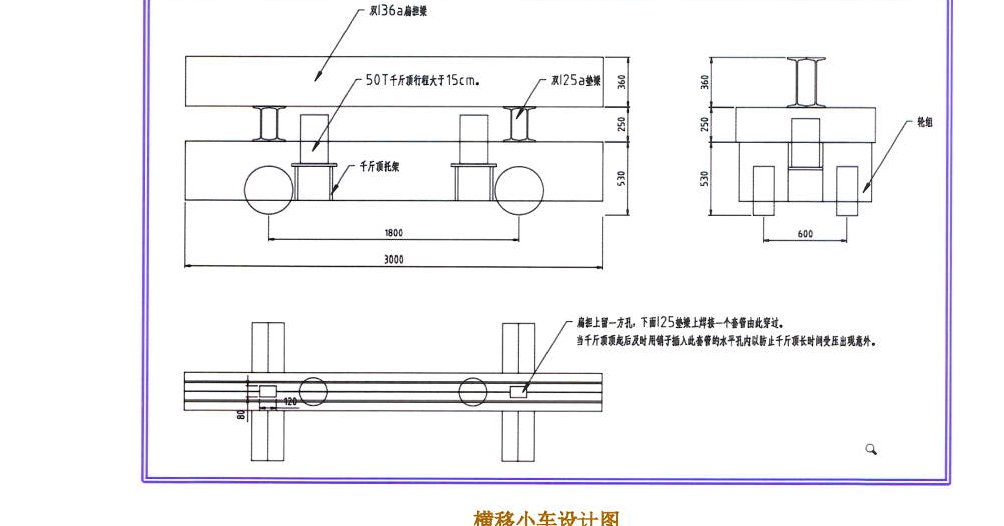 双I36a扁担梁
50T千斤顶行程大于15cm。
双I25a垫梁
千斤顶托架
360
250
530
1800
3000
360
250
530
轮组
600
扁担上留一方孔，下面I25垫梁上焊接一个套管由此穿过。
当千斤顶顶起后及时用销子插入此套管的水平孔内以防止千斤顶长时间受压出现意外。
80
120
横移小车设计图